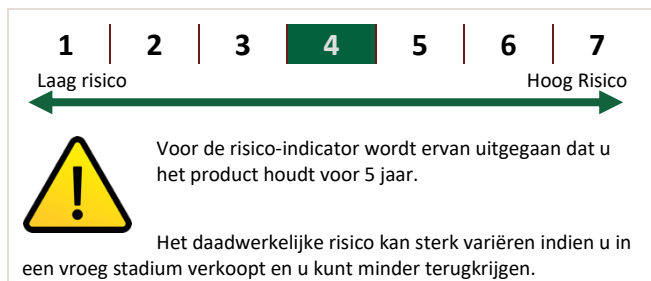 1 2 3 4 5 6 7
Laag risico Hoog Risico
Voor de risico-indicator wordt ervan uitgegaan dat u
het product houdt voor 5 jaar.
Het daadwerkelijke risico kan sterk variëren indien u in
een vroeg stadium verkoopt en u kunt minder terugkrijgen.